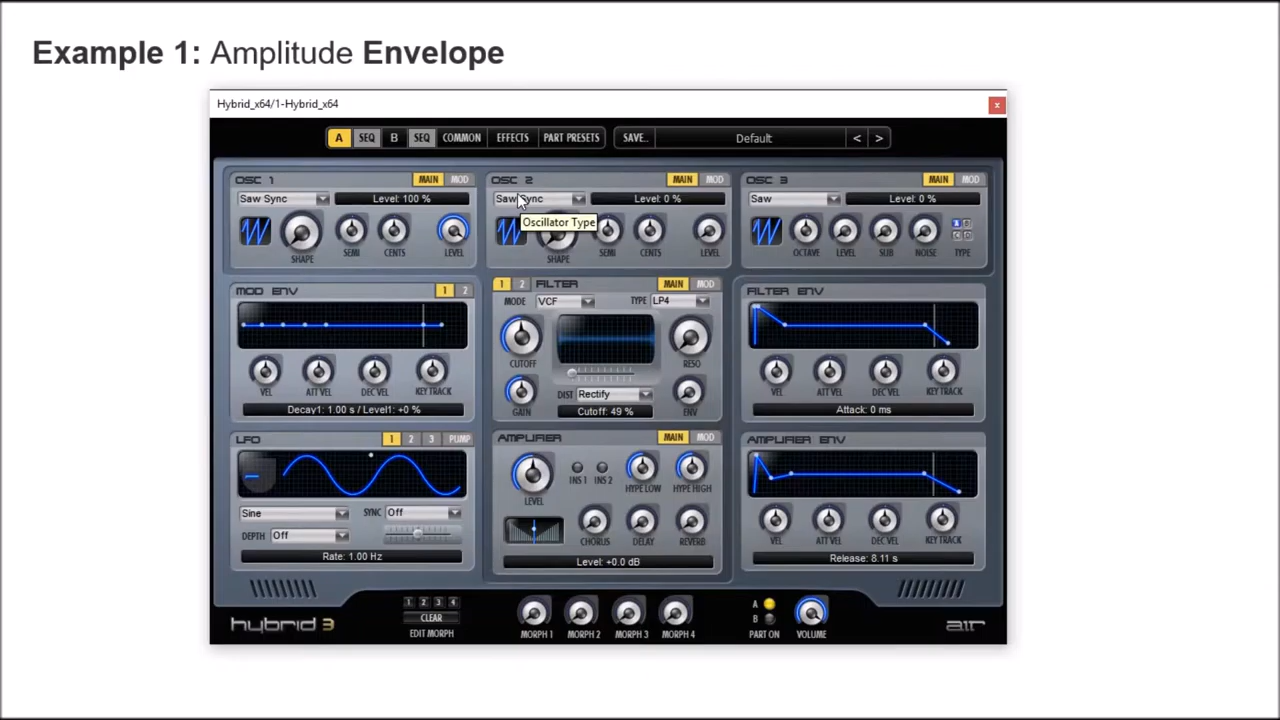 Example 1: Amplitude Envelope
Hybrid_x64/1-Hybrid_x64
x
A SEQ B SEQ COMMON EFFECTS PART PRESETS SAVE... Default < >
OSC 1 MAIN MOD
Saw Sync Level: 100 %
SHAPE SEMI CENTS LEVEL
OSC 2 MAIN MOD
Saw Sync Level: 0 %
Oscillator Type
SHAPE SEMI CENTS LEVEL
OSC 3 MAIN MOD
Saw Level: 0 %
OCTAVE LEVEL SUB NOISE TYPE
MOD ENV 1 2
VEL ATT VEL DEC VEL KEY TRACK
Decay1: 1.00 s / Level1: +0 %
1 2 FILTER MAIN MOD
MODE VCF TYPE LP4
CUTOFF RESO
DIST Rectify
GAIN Cutoff: 49 % ENV
FILTER ENV
VEL ATT VEL DEC VEL KEY TRACK
Attack: 0 ms
LFO 1 2 3 PUMP
Sine SYNC Off
DEPTH Off
Rate: 1.00 Hz
AMPLIFIER MAIN MOD
LEVEL INS 1 INS 2 HYPE LOW HYPE HIGH
CHORUS DELAY REVERB
Level: +0.0 dB
AMPLIFIER ENV
VEL ATT VEL DEC VEL KEY TRACK
Release: 8.11 s
hybrid 3
1 2 3 4
CLEAR
EDIT MORPH
MORPH 1 MORPH 2 MORPH 3 MORPH 4
A
B
PART ON VOLUME
air